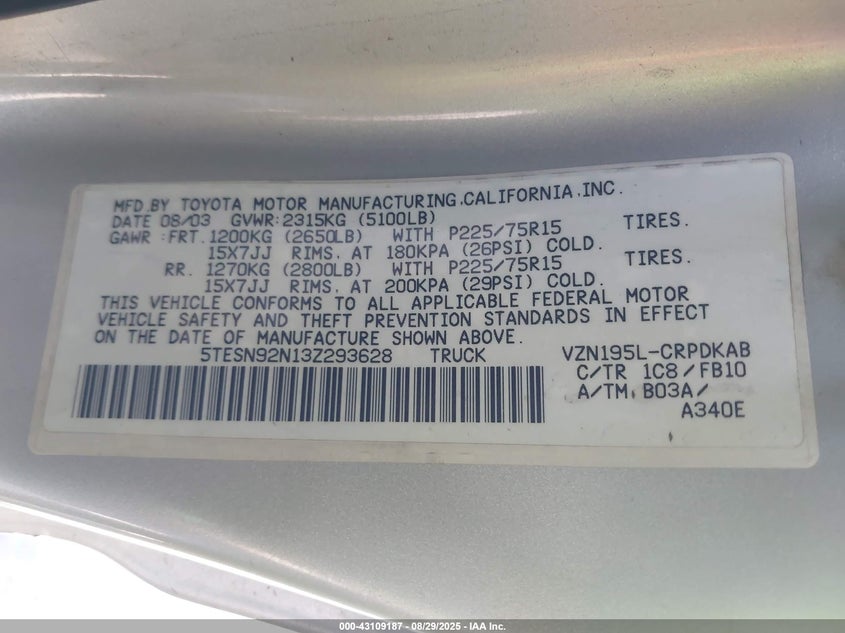 MFD.BY TOYOTA MOTOR MANUFACTURING.CALIFORNIA.INC.
DATE 08/03 GVWR:2315KG (5100LB)
GAWR :FRT.1200KG (2650LB) WITH P225/75R15 TIRES.
15X7JJ RIMS, AT 180KPA (26PSI) COLD.
RR. 1270KG (2800LB) WITH P225/75R15 TIRES.
15X7JJ RIMS, AT 200KPA (29PSI) COLD.
THIS VEHICLE CONFORMS TO ALL APPLICABLE FEDERAL MOTOR
VEHICLE SAFETY AND THEFT PREVENTION STANDARDS IN EFFECT
ON THE DATE OF MANUFACTURE SHOWN ABOVE.
5TESN92N13Z293628 TRUCK VZN195L-CRPDKAB
C/TR 1C8/FB10
A/TM, B03A/
A340E
000-43109187 - 08/29/2025 - IAA Inc.